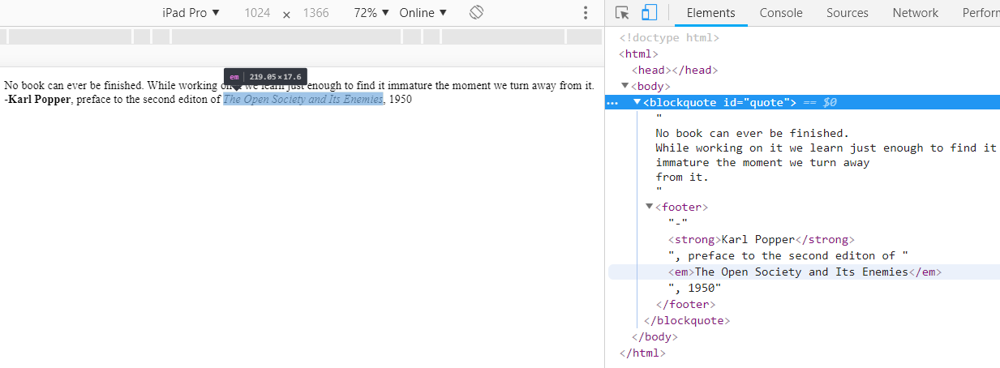 iPad Pro ▼ 1024 × 1366 72% ▼ Online ▼
em 219.05×17.6
No book can ever be finished. While working on it we learn just enough to find it immature the moment we turn away from it.
-Karl Popper, preface to the second editon of The Open Society and Its Enemies, 1950
Elements Console Sources Network Perform
<!doctype html>
<html>
<head></head>
▼<body>
… ▼<blockquote id="quote"> == $0
"
No book can ever be finished.
While working on it we learn just enough to find it
immature the moment we turn away
from it.
"
▼<footer>
"-"
<strong>Karl Popper</strong>
", preface to the second editon of "
<em>The Open Society and Its Enemies</em>
", 1950"
</footer>
</blockquote>
</body>
</html>